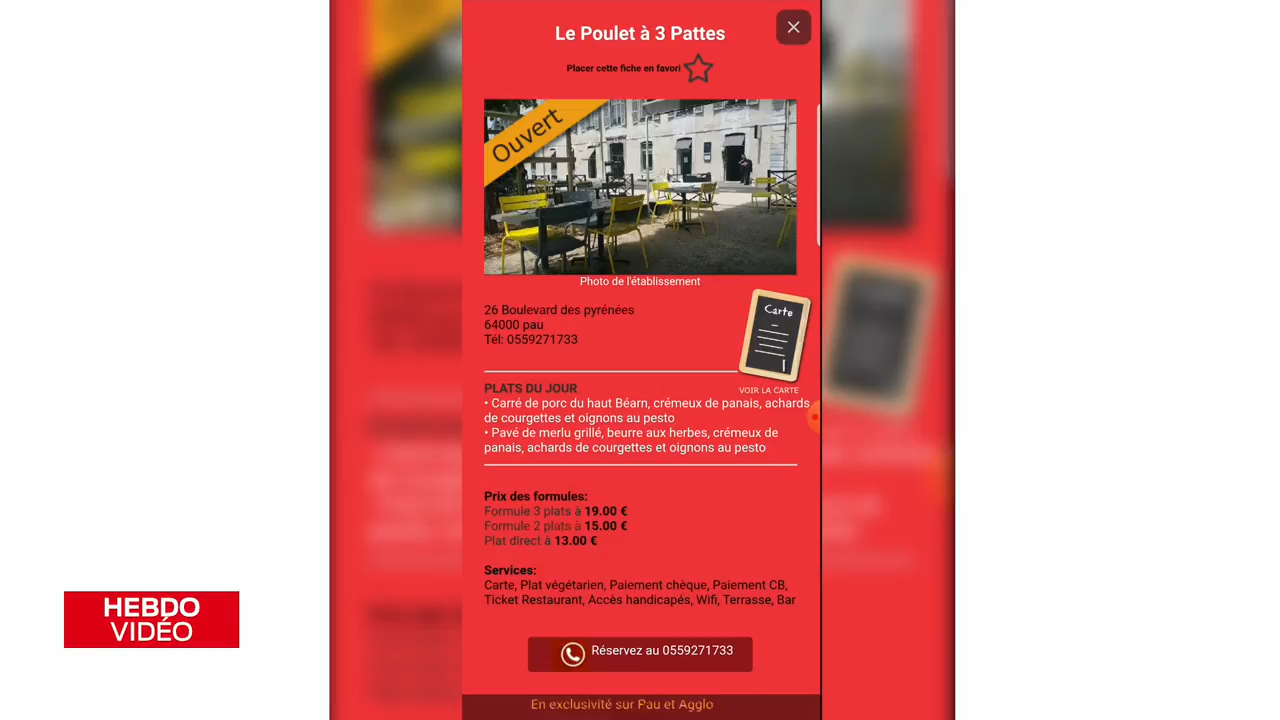 Le Poulet à 3 Pattes
Placer cette fiche en favori
Ouvert
Photo de l'établissement
26 Boulevard des pyrénées
64000 pau
Tél: 0559271733
Carte
VOIR LA CARTE
PLATS DU JOUR
• Carré de porc du haut Béarn, crémeux de panais, achards
de courgettes et oignons au pesto
• Pavé de merlu grillé, beurre aux herbes, crémeux de
panais, achards de courgettes et oignons au pesto
Prix des formules:
Formule 3 plats à 19.00 €
Formule 2 plats à 15.00 €
Plat direct à 13.00 €
Services:
Carte, Plat végétarien, Paiement chèque, Paiement CB,
Ticket Restaurant, Accès handicapés, Wifi, Terrasse, Bar
HEBDO
VIDÉO
Réservez au 0559271733
En exclusivité sur Pau et Agglo